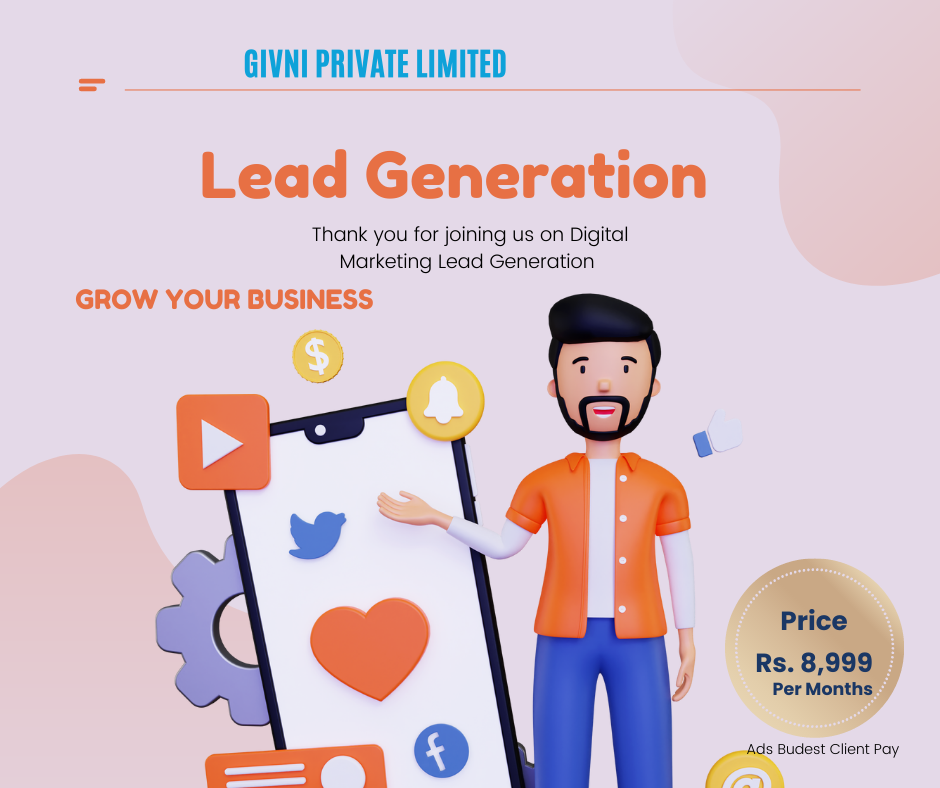 GIVNI PRIVATE LIMITED
Lead Generation
Thank you for joining us on Digital
Marketing Lead Generation
GROW YOUR BUSINESS
$
f
Price
Rs. 8,999
Per Months
Ads Budest Client Pay
@